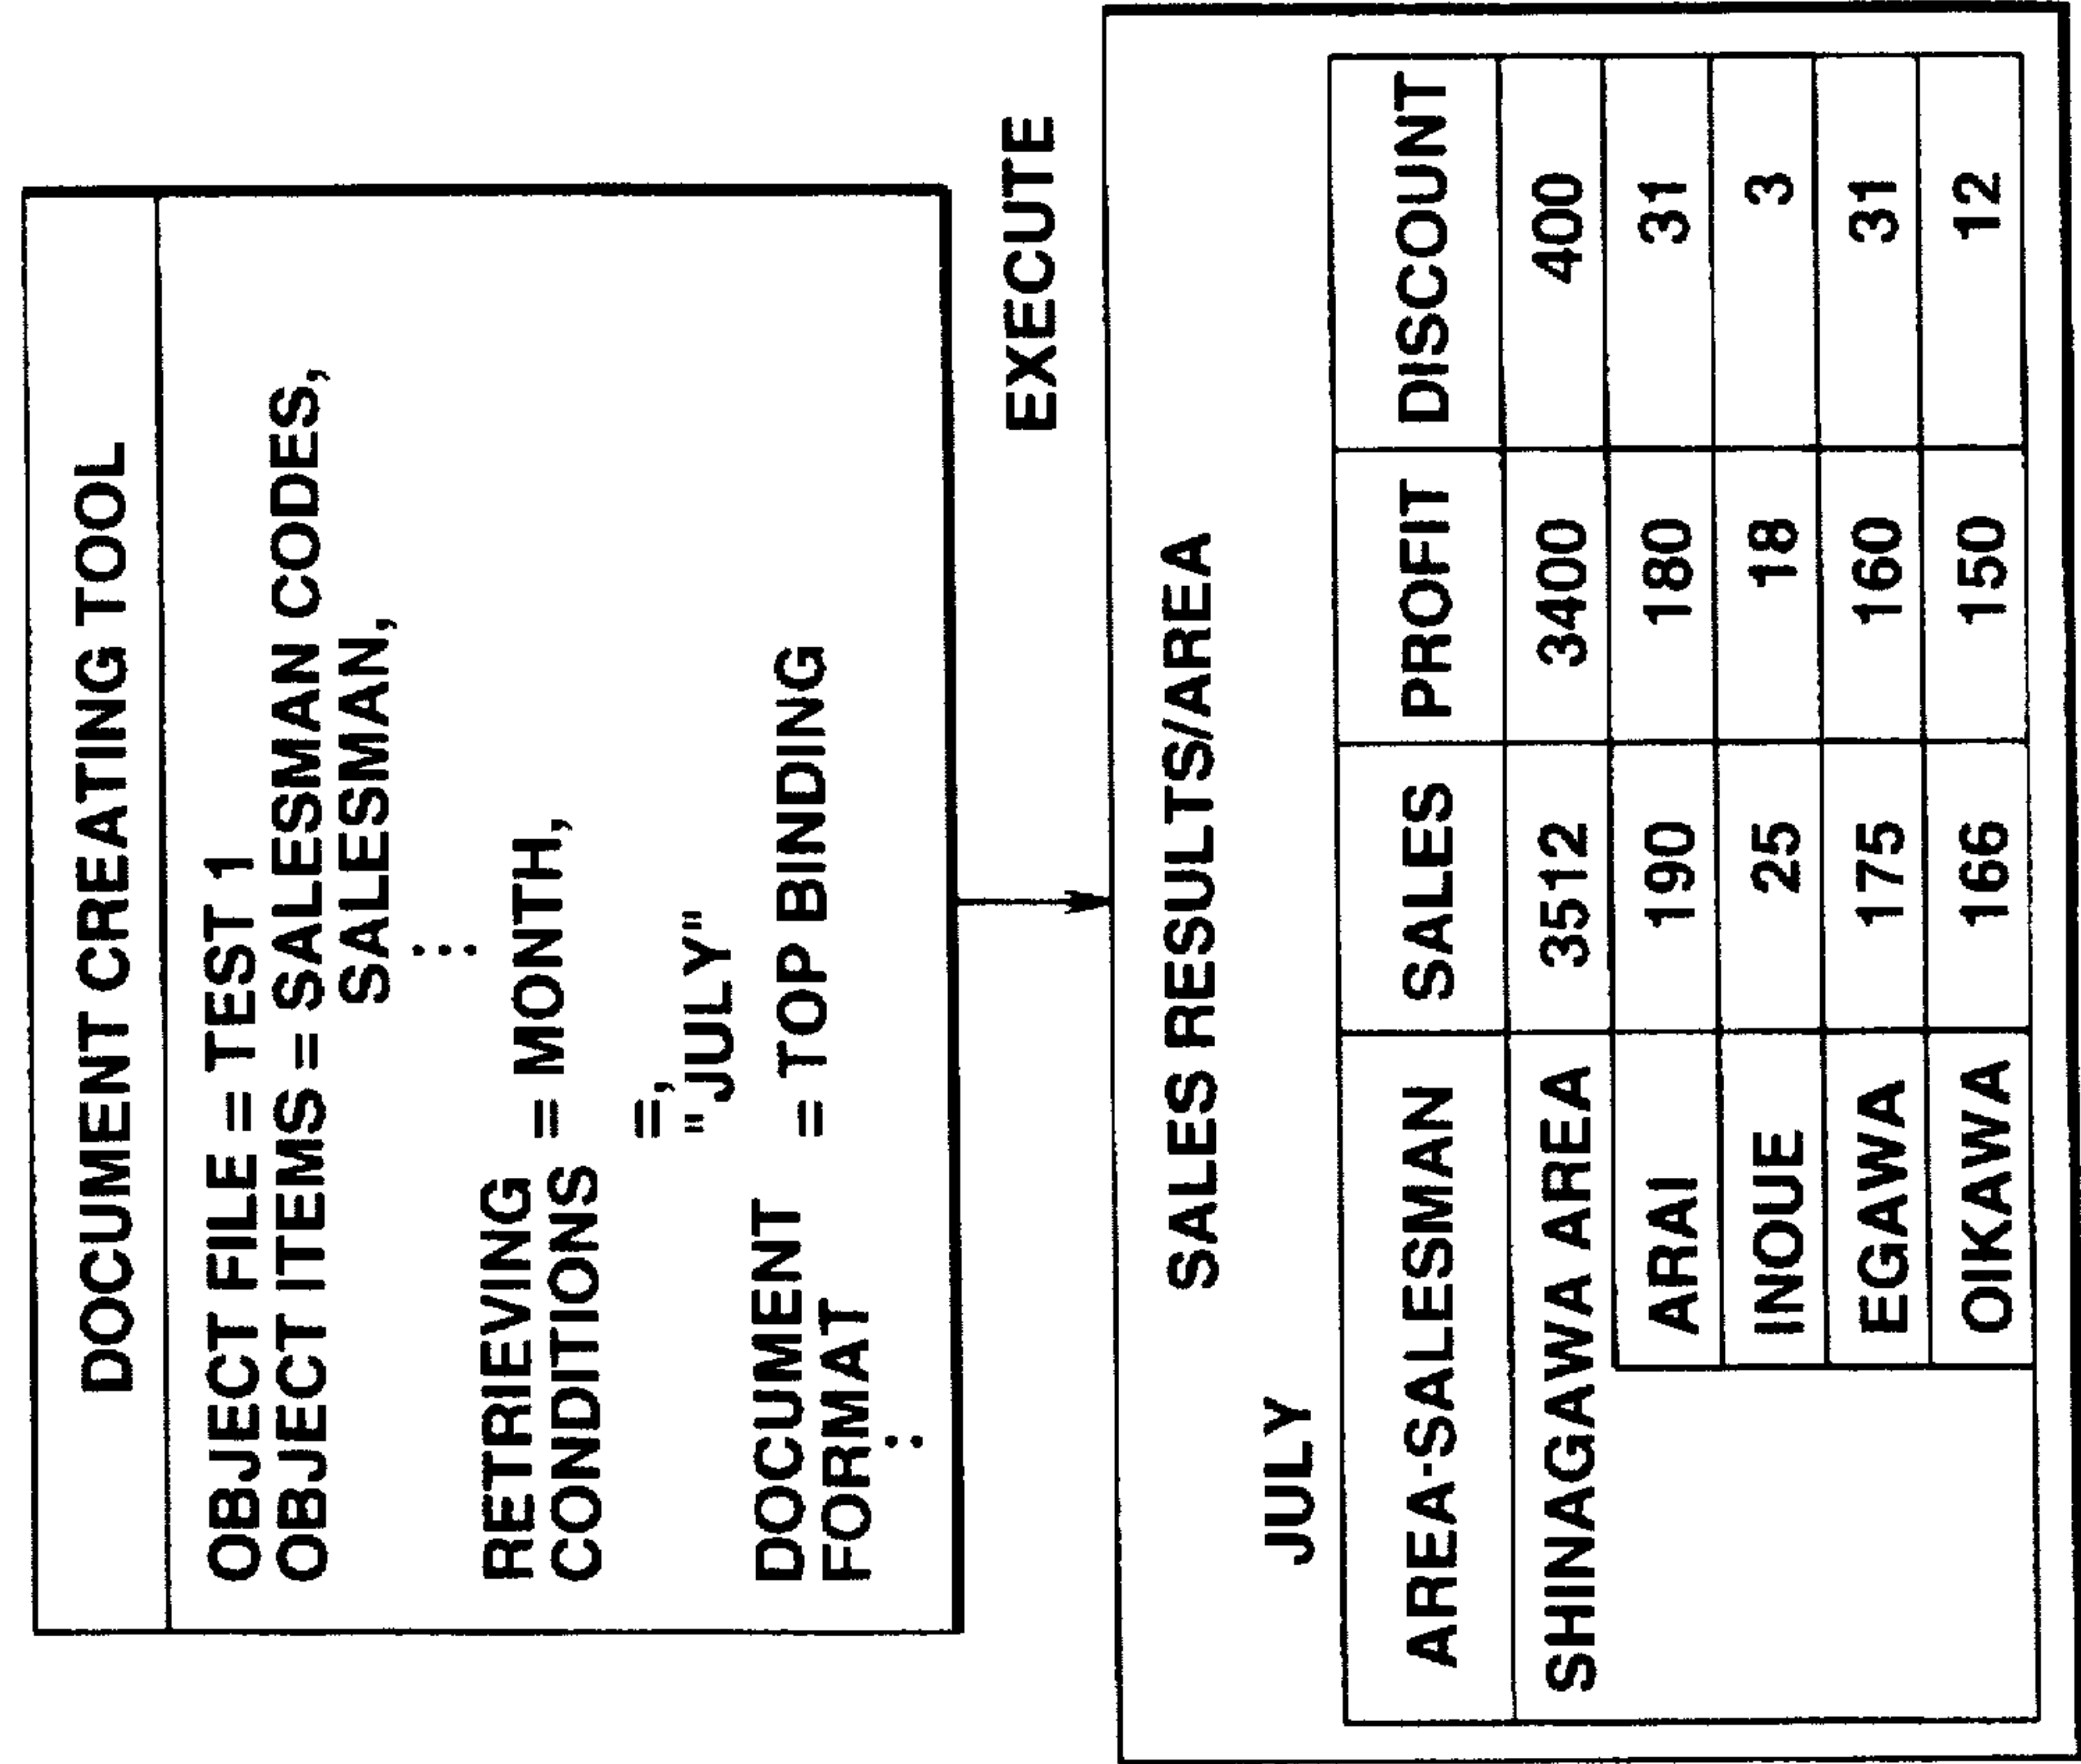 DOCUMENT CREATING TOOL
OBJECT FILE = TEST 1
OBJECT ITEMS = SALESMAN CODES,
SALESMAN,
⋮
RETRIEVING = MONTH,
CONDITIONS
=,
"JULY"
DOCUMENT = TOP BINDING
FORMAT
:
EXECUTE
SALES RESULTS/AREA
JULY
AREA·SALESMAN SALES PROFIT DISCOUNT
SHINAGAWA AREA 3512 3400 400
ARAI 190 180 31
INOUE 25 18 3
EGAWA 175 160 31
OIKAWA 166 150 12